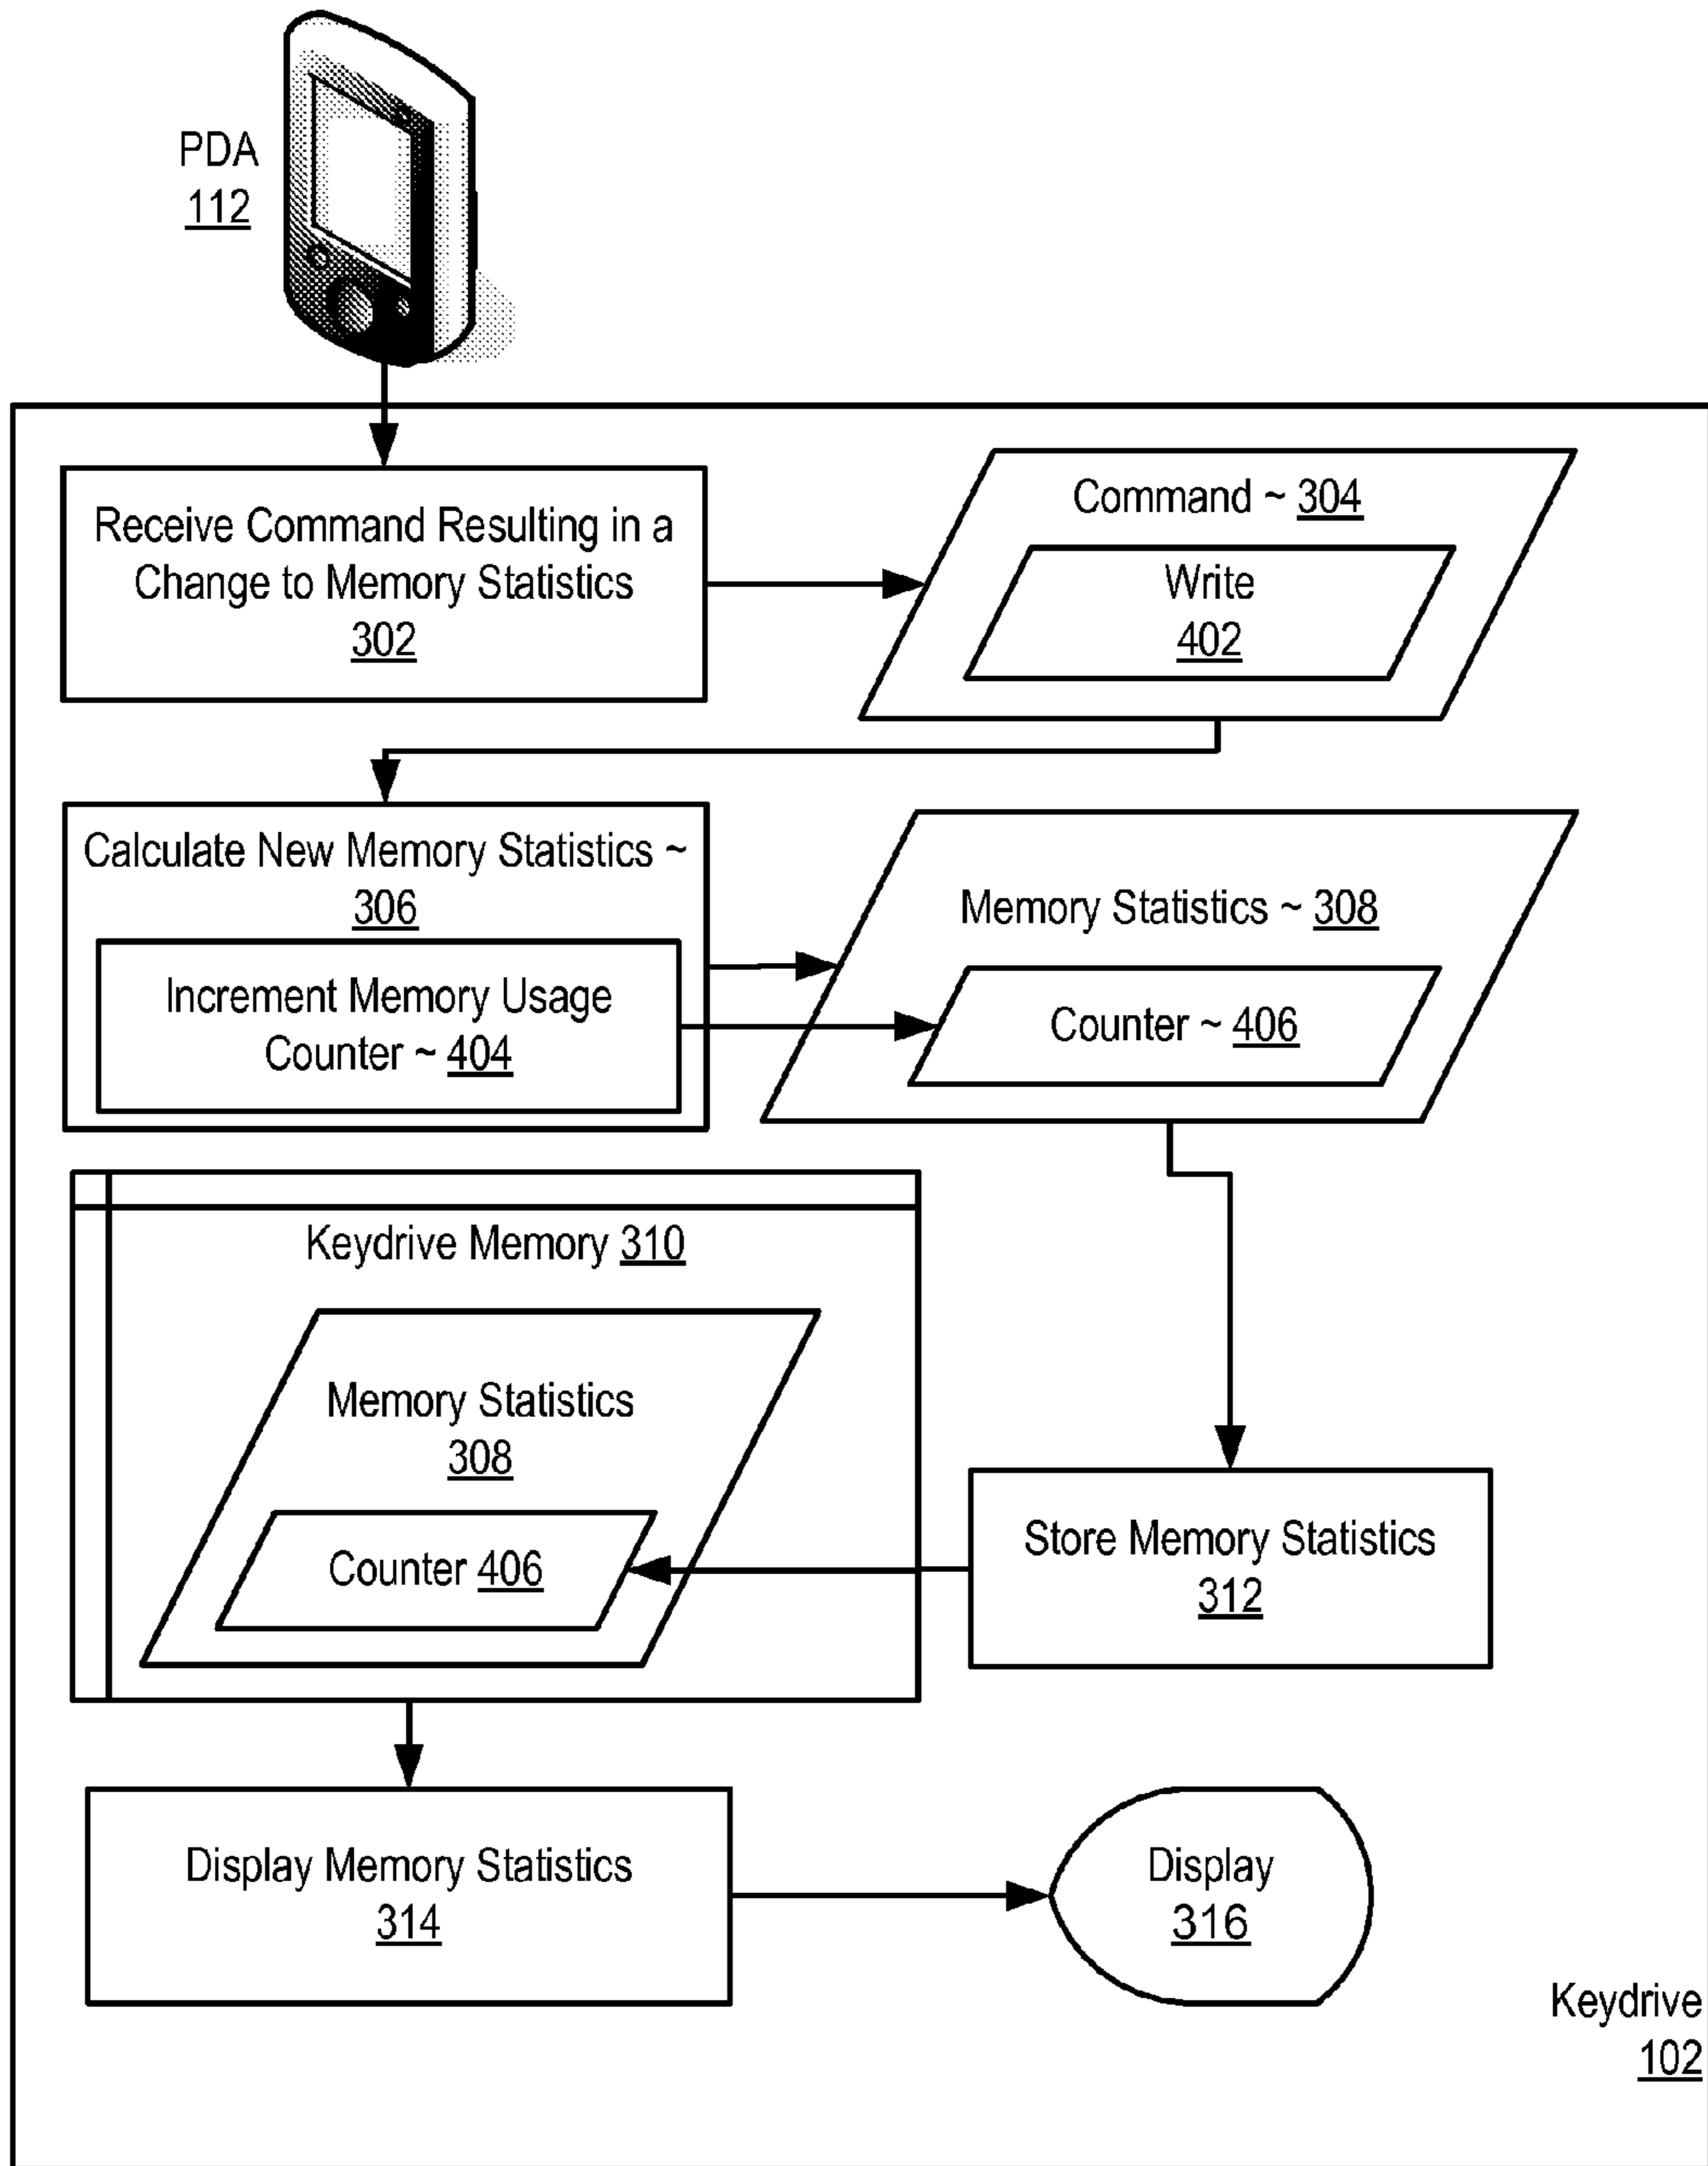 PDA
112
Receive Command Resulting in a
Change to Memory Statistics
302
Command ~ 304
Write
402
Calculate New Memory Statistics ~
306
Increment Memory Usage
Counter ~ 404
Memory Statistics ~ 308
Counter ~ 406
Keydrive Memory 310
Memory Statistics
308
Counter 406
Store Memory Statistics
312
Display Memory Statistics
314
Display
316
Keydrive
102